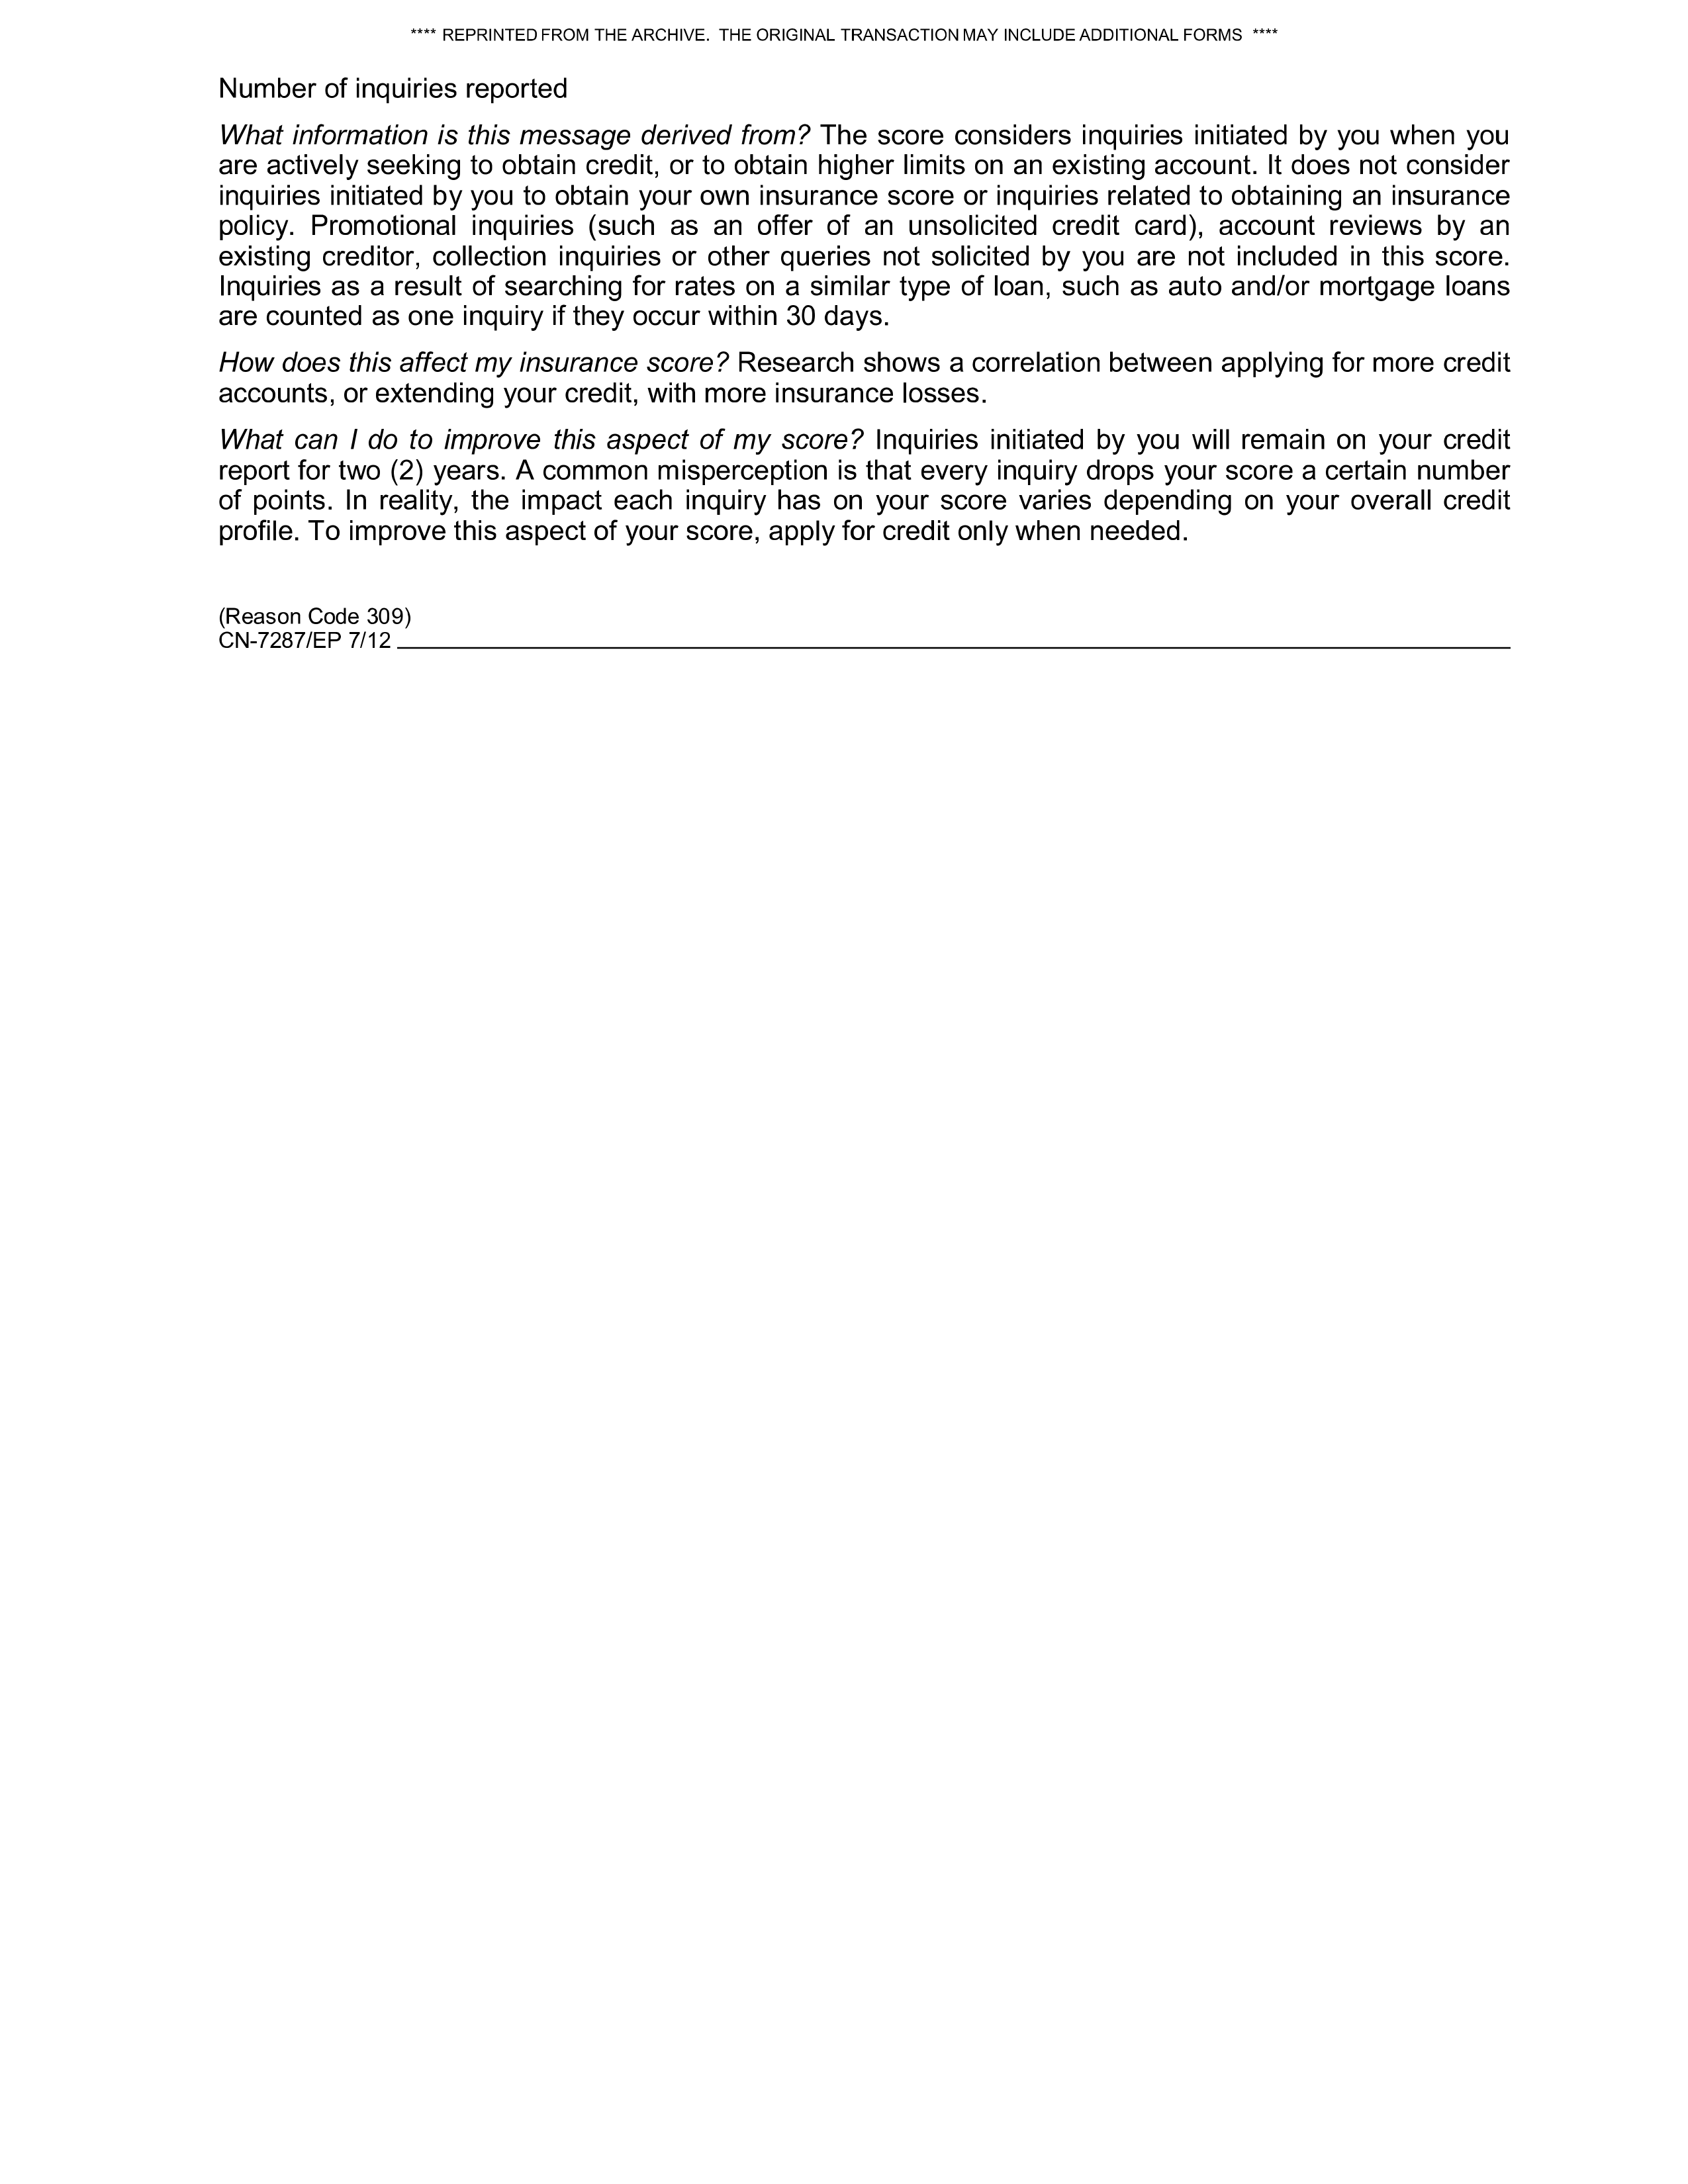 **** REPRINTED FROM THE ARCHIVE. THE ORIGINAL TRANSACTION MAY INCLUDE ADDITIONAL FORMS ****
Number of inquiries reported
What information is this message derived from? The score considers inquiries initiated by you when you
are actively seeking to obtain credit, or to obtain higher limits on an existing account. It does not consider
inquiries initiated by you to obtain your own insurance score or inquiries related to obtaining an insurance
policy. Promotional inquiries (such as an offer of an unsolicited credit card), account reviews by an
existing creditor, collection inquiries or other queries not solicited by you are not included in this score.
Inquiries as a result of searching for rates on a similar type of loan, such as auto and/or mortgage loans
are counted as one inquiry if they occur within 30 days.
How does this affect my insurance score? Research shows a correlation between applying for more credit
accounts, or extending your credit, with more insurance losses.
What can I do to improve this aspect of my score? Inquiries initiated by you will remain on your credit
report for two (2) years. A common misperception is that every inquiry drops your score a certain number
of points. In reality, the impact each inquiry has on your score varies depending on your overall credit
profile. To improve this aspect of your score, apply for credit only when needed.
(Reason Code 309)
CN-7287/EP 7/12